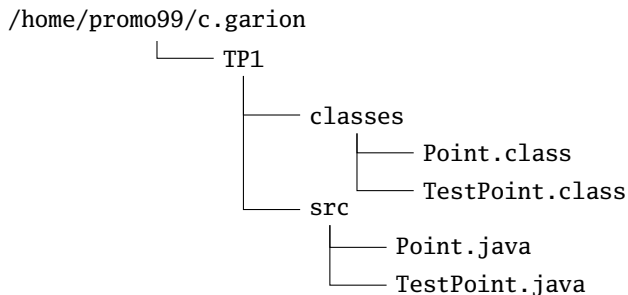 /home/promo99/c.garion
TP1
classes
Point.class
TestPoint.class
src
Point.java
TestPoint.java